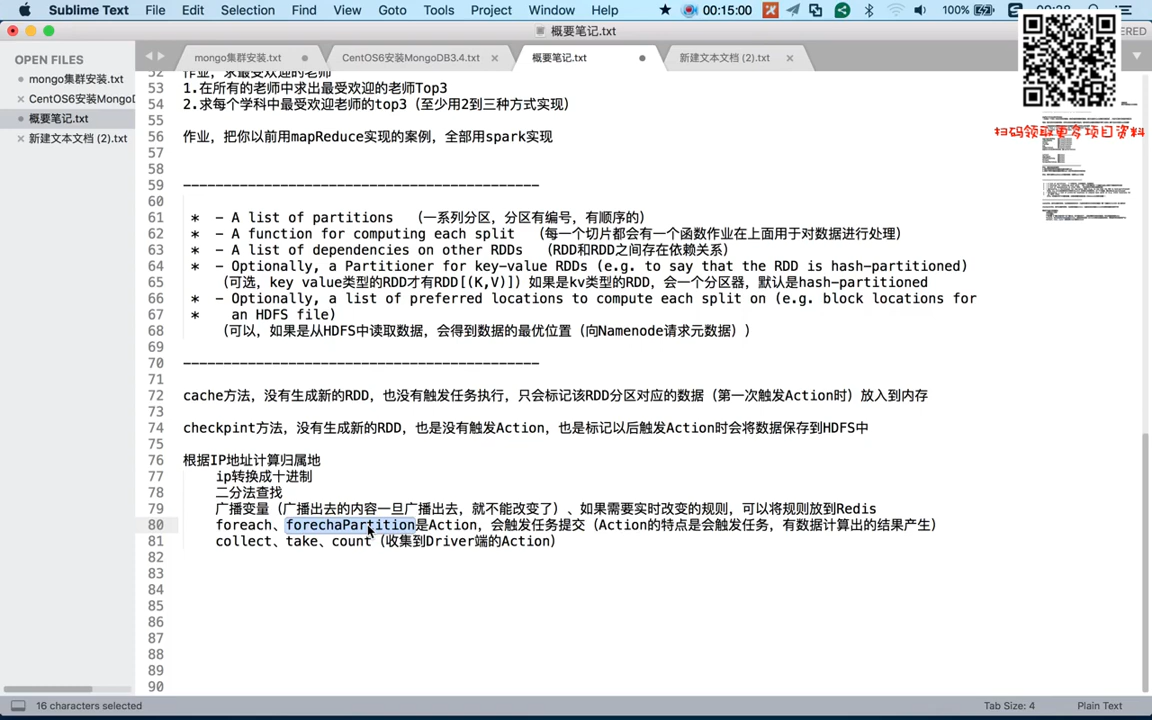 Sublime Text File Edit Selection Find View Goto Tools Project Window Help 00:15:00 100%
概要笔记.txt
OPEN FILES
mongo集群安装.txt
CentOS6安装MongoD
概要笔记.txt
新建文本文档 (2).txt
mongo集群安装.txt CentOS6安装MongoDB3.4.txt 概要笔记.txt 新建文本文档 (2).txt
扫码领取更多项目资料
52 作业，求最受欢迎的老师
53 1.在所有的老师中求出最受欢迎的老师Top3
54 2.求每个学科中最受欢迎老师的top3（至少用2到三种方式实现）
55
56 作业，把你以前用mapReduce实现的案例，全部用spark实现
57
58
59 -------------------------------------------
60
61 * - A list of partitions （一系列分区，分区有编号，有顺序的）
62 * - A function for computing each split （每一个切片都会有一个函数作业在上面用于对数据进行处理）
63 * - A list of dependencies on other RDDs （RDD和RDD之间存在依赖关系）
64 * - Optionally, a Partitioner for key-value RDDs (e.g. to say that the RDD is hash-partitioned)
65 （可选，key value类型的RDD才有RDD[(K,V)]）如果是kv类型的RDD，会一个分区器，默认是hash-partitioned
66 * - Optionally, a list of preferred locations to compute each split on (e.g. block locations for
67 * an HDFS file)
68 （可以，如果是从HDFS中读取数据，会得到数据的最优位置（向Namenode请求元数据））
69
70 -------------------------------------------
71
72 cache方法，没有生成新的RDD，也没有触发任务执行，只会标记该RDD分区对应的数据（第一次触发Action时）放入到内存
73
74 checkpint方法，没有生成新的RDD，也是没有触发Action，也是标记以后触发Action时会将数据保存到HDFS中
75
76 根据IP地址计算归属地
77 ip转换成十进制
78 二分法查找
79 广播变量（广播出去的内容一旦广播出去，就不能改变了）、如果需要实时改变的规则，可以将规则放到Redis
80 foreach、forechaPartition是Action，会触发任务提交（Action的特点是会触发任务，有数据计算出的结果产生）
81 collect、take、count（收集到Driver端的Action）
82
83
84
85
86
87
88
89
90
16 characters selected Tab Size: 4 Plain Text